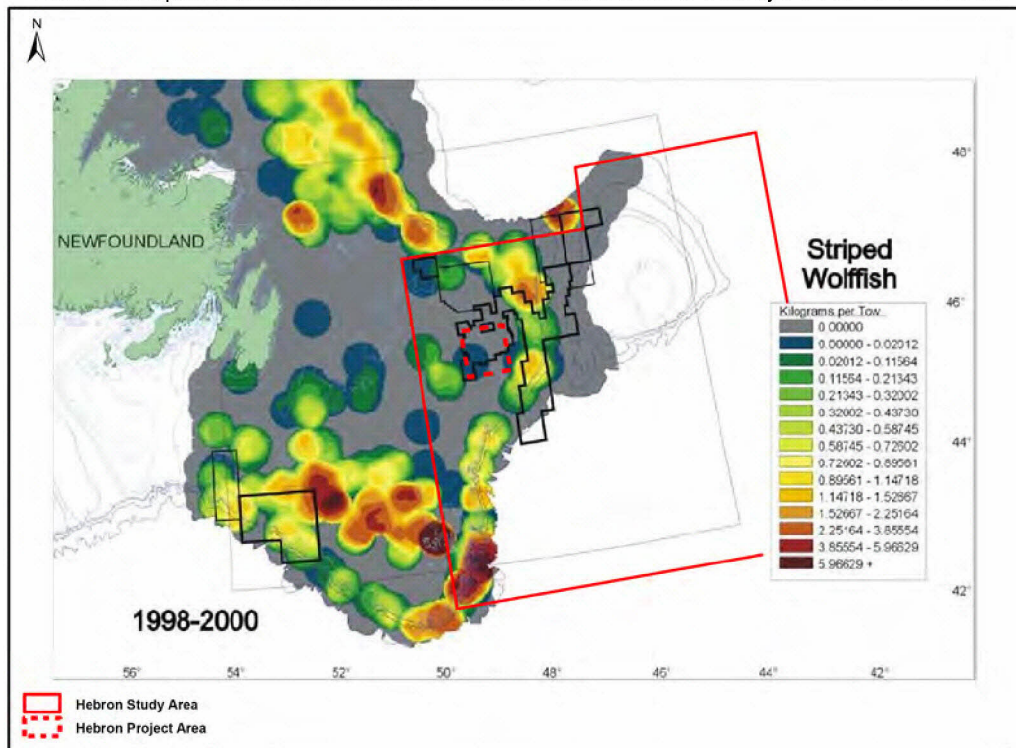 N
48°
NEWFOUNDLAND
Striped
Wolffish
46°
Kilograms per Tow
0.00000
0.00000 - 0.02012
0.02012 - 0.11564
0.11564 - 0.21343
0.21343 - 0.32002
0.32002 - 0.43730
0.43730 - 0.58745
0.58745 - 0.72602
0.72602 - 0.89561
0.89561 - 1.14718
1.14718 - 1.52667
1.52667 - 2.25164
2.25164 - 3.85554
3.85554 - 5.96629
5.96629 +
44°
42°
1998-2000
56°
54°
52°
50°
48°
46°
44°
42°
Hebron Study Area
Hebron Project Area